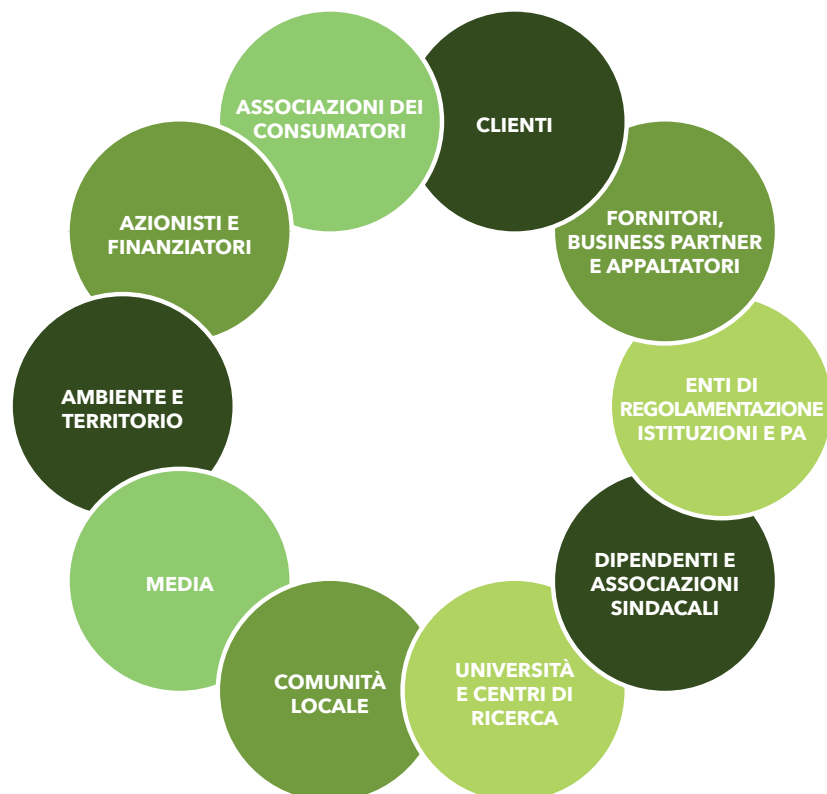 ASSOCIAZIONI DEI
CONSUMATORI
CLIENTI
FORNITORI,
BUSINESS PARTNER
E APPALTATORI
ENTI DI
REGOLAMENTAZIONE
ISTITUZIONI E PA
DIPENDENTI E
ASSOCIAZIONI
SINDACALI
UNIVERSITÀ
E CENTRI DI
RICERCA
COMUNITÀ
LOCALE
MEDIA
AMBIENTE E
TERRITORIO
AZIONISTI E
FINANZIATORI